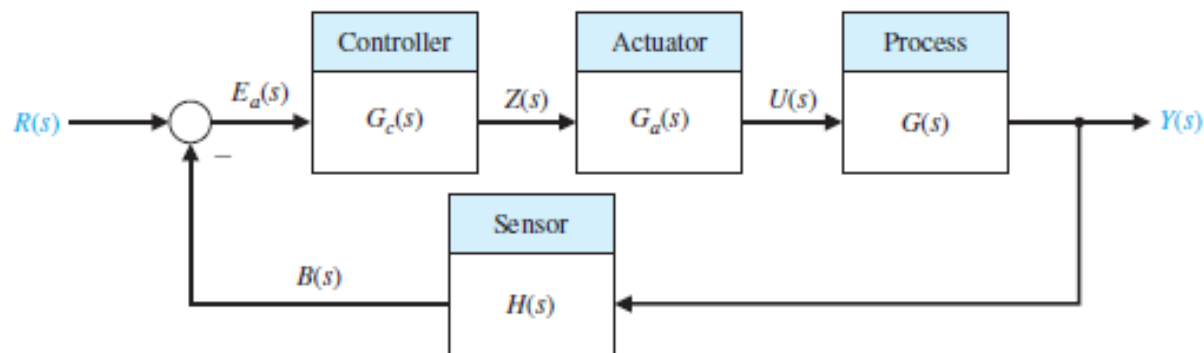 Controller
Actuator
Process
R(s)
E_a(s)
G_c(s)
Z(s)
G_a(s)
U(s)
G(s)
Y(s)
−
Sensor
B(s)
H(s)